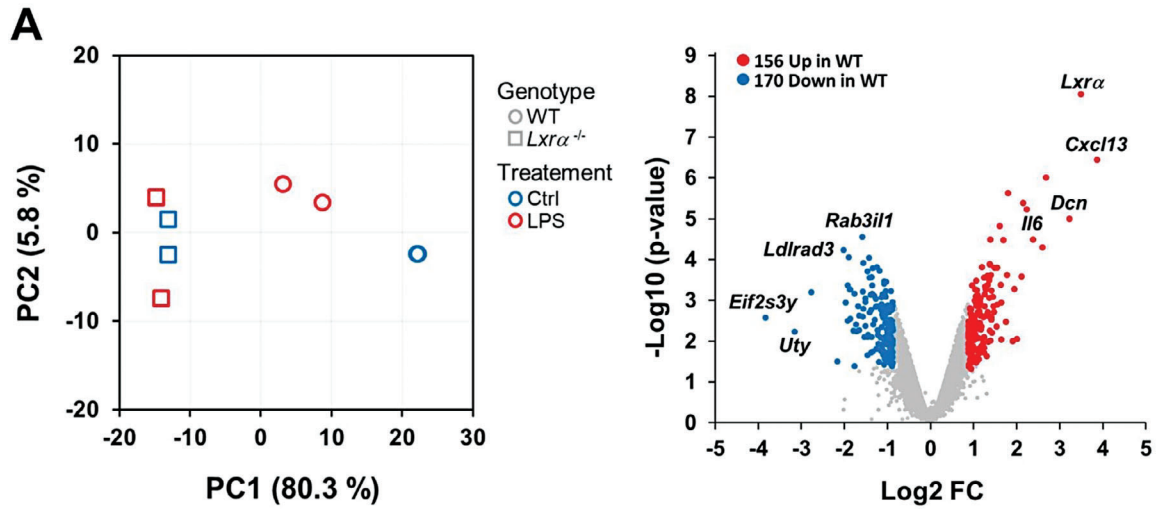 A
20
10
0
-10
-20
-20
-10
0
10
20
30
PC2 (5.8 %)
PC1 (80.3 %)
Genotype
WT
Lxrα -/-
Treatement
Ctrl
LPS
9
8
7
6
5
4
3
2
1
0
-5
-4
-3
-2
-1
0
1
2
3
4
5
-Log10 (p-value)
Log2 FC
156 Up in WT
170 Down in WT
Lxrα
Cxcl13
Dcn
Il6
Rab3il1
Ldlrad3
Eif2s3y
Uty